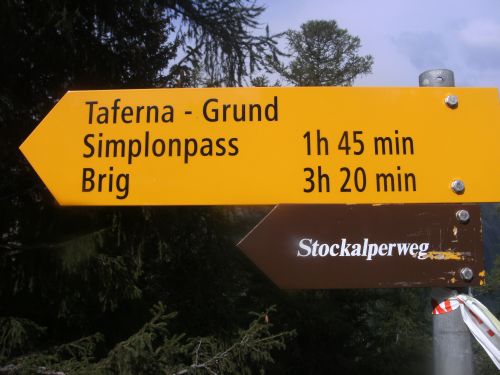 Taferna - Grund
Simplonpass 1h 45 min
Brig 3h 20 min
Stockalperweg